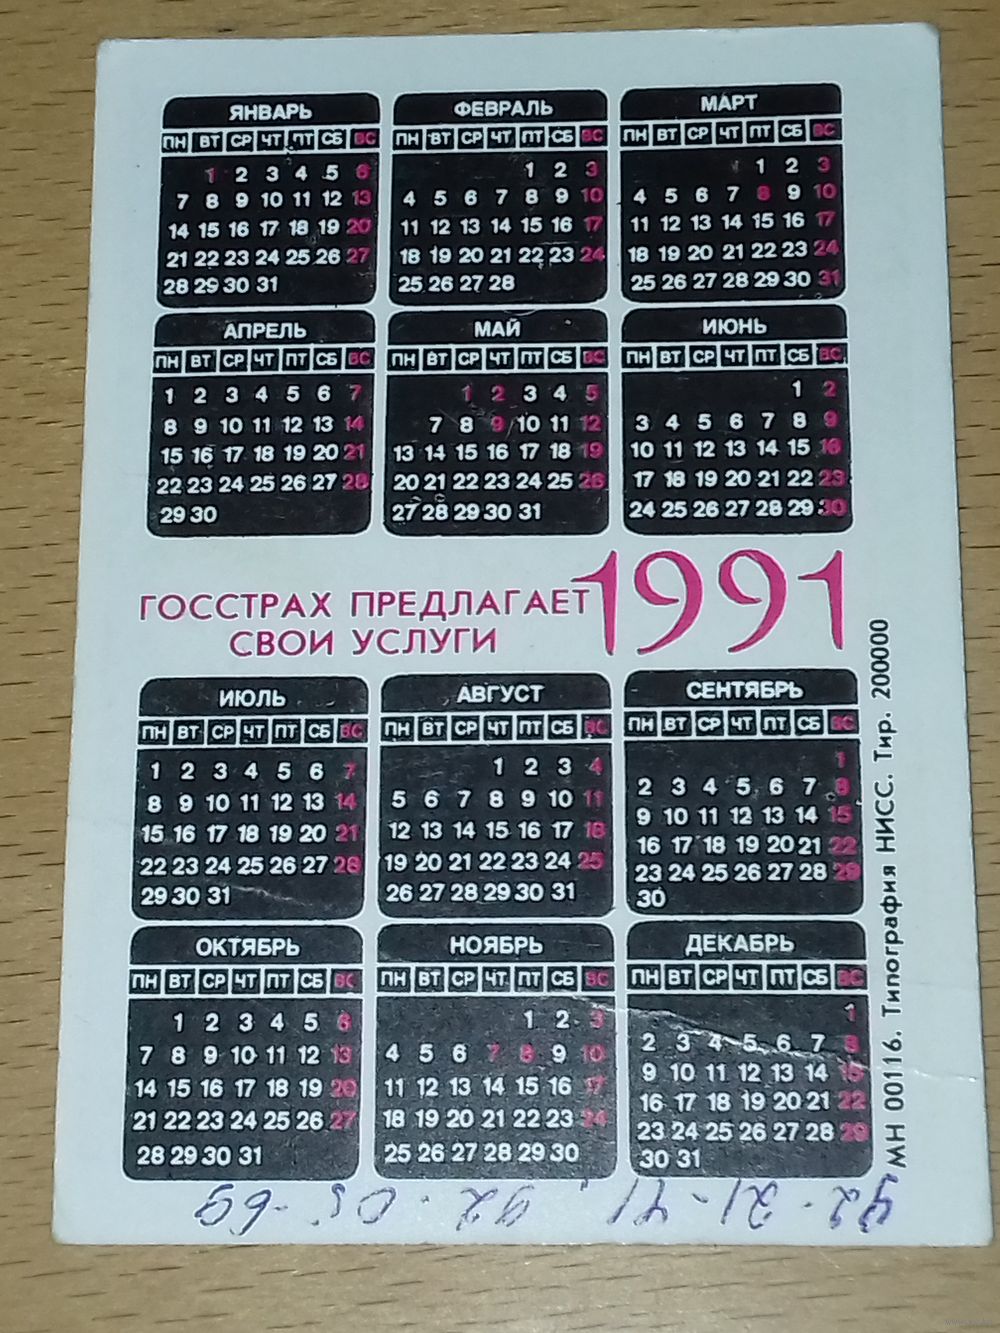 ЯНВАРЬ
ПН ВТ СР ЧТ ПТ СБ ВС
1 2 3 4 5 6
7 8 9 10 11 12 13
14 15 16 17 18 19 20
21 22 23 24 25 26 27
28 29 30 31
ФЕВРАЛЬ
ПН ВТ СР ЧТ ПТ СБ ВС
1 2 3
4 5 6 7 8 9 10
11 12 13 14 15 16 17
18 19 20 21 22 23 24
25 26 27 28
МАРТ
ПН ВТ СР ЧТ ПТ СБ ВС
1 2 3
4 5 6 7 8 9 10
11 12 13 14 15 16 17
18 19 20 21 22 23 24
25 26 27 28 29 30 31
АПРЕЛЬ
ПН ВТ СР ЧТ ПТ СБ ВС
1 2 3 4 5 6 7
8 9 10 11 12 13 14
15 16 17 18 19 20 21
22 23 24 25 26 27 28
29 30
МАЙ
ПН ВТ СР ЧТ ПТ СБ ВС
1 2 3 4 5
7 8 9 10 11 12
13 14 15 16 17 18 19
20 21 22 23 24 25 26
27 28 29 30 31
ИЮНЬ
ПН ВТ СР ЧТ ПТ СБ ВС
1 2
3 4 5 6 7 8 9
10 11 12 13 14 15 16
17 18 19 20 21 22 23
24 25 26 27 28 29 30
ГОССТРАХ ПРЕДЛАГАЕТ
СВОИ УСЛУГИ
1991
ИЮЛЬ
ПН ВТ СР ЧТ ПТ СБ ВС
1 2 3 4 5 6 7
8 9 10 11 12 13 14
15 16 17 18 19 20 21
22 23 24 25 26 27 28
29 30 31
АВГУСТ
ПН ВТ СР ЧТ ПТ СБ ВС
1 2 3 4
5 6 7 8 9 10 11
12 13 14 15 16 17 18
19 20 21 22 23 24 25
26 27 28 29 30 31
СЕНТЯБРЬ
ПН ВТ СР ЧТ ПТ СБ ВС
1
2 3 4 5 6 7 8
9 10 11 12 13 14 15
16 17 18 19 20 21 22
23 24 25 26 27 28 29
30
ОКТЯБРЬ
ПН ВТ СР ЧТ ПТ СБ ВС
1 2 3 4 5 6
7 8 9 10 11 12 13
14 15 16 17 18 19 20
21 22 23 24 25 26 27
28 29 30 31
НОЯБРЬ
ПН ВТ СР ЧТ ПТ СБ ВС
1 2 3
4 5 6 7 8 9 10
11 12 13 14 15 16 17
18 19 20 21 22 23 24
25 26 27 28 29 30
ДЕКАБРЬ
ПН ВТ СР ЧТ ПТ СБ ВС
1
2 3 4 5 6 7 8
9 10 11 12 13 14 15
16 17 18 19 20 21 22
23 24 25 26 27 28 29
30 31
МН 00116. Типография НИСС. Тир. 200000